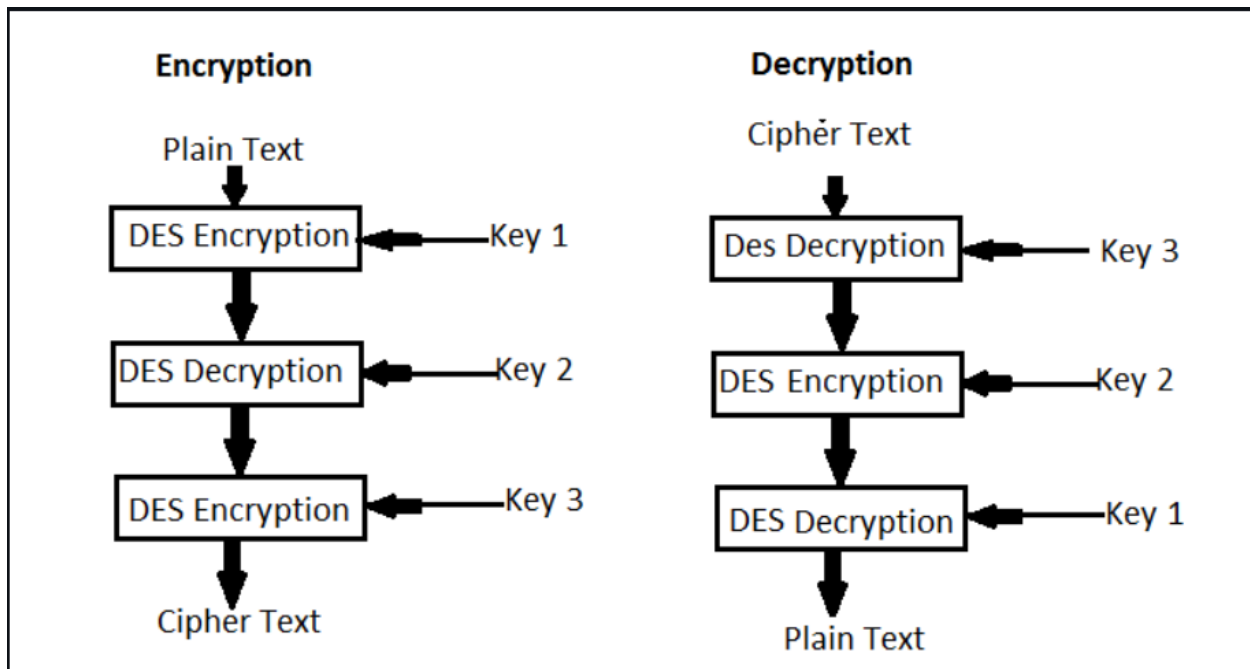 Encryption
Plain Text
DES Encryption
Key 1
DES Decryption
Key 2
DES Encryption
Key 3
Cipher Text
Decryption
Cipher Text
Des Decryption
Key 3
DES Encryption
Key 2
DES Decryption
Key 1
Plain Text